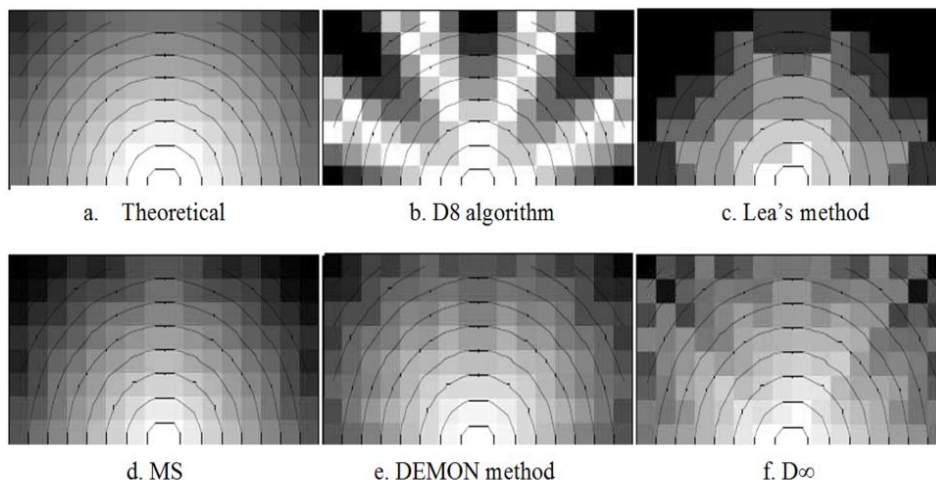 a. Theoretical
b. D8 algorithm
c. Lea's method
d. MS
e. DEMON method
f. D∞